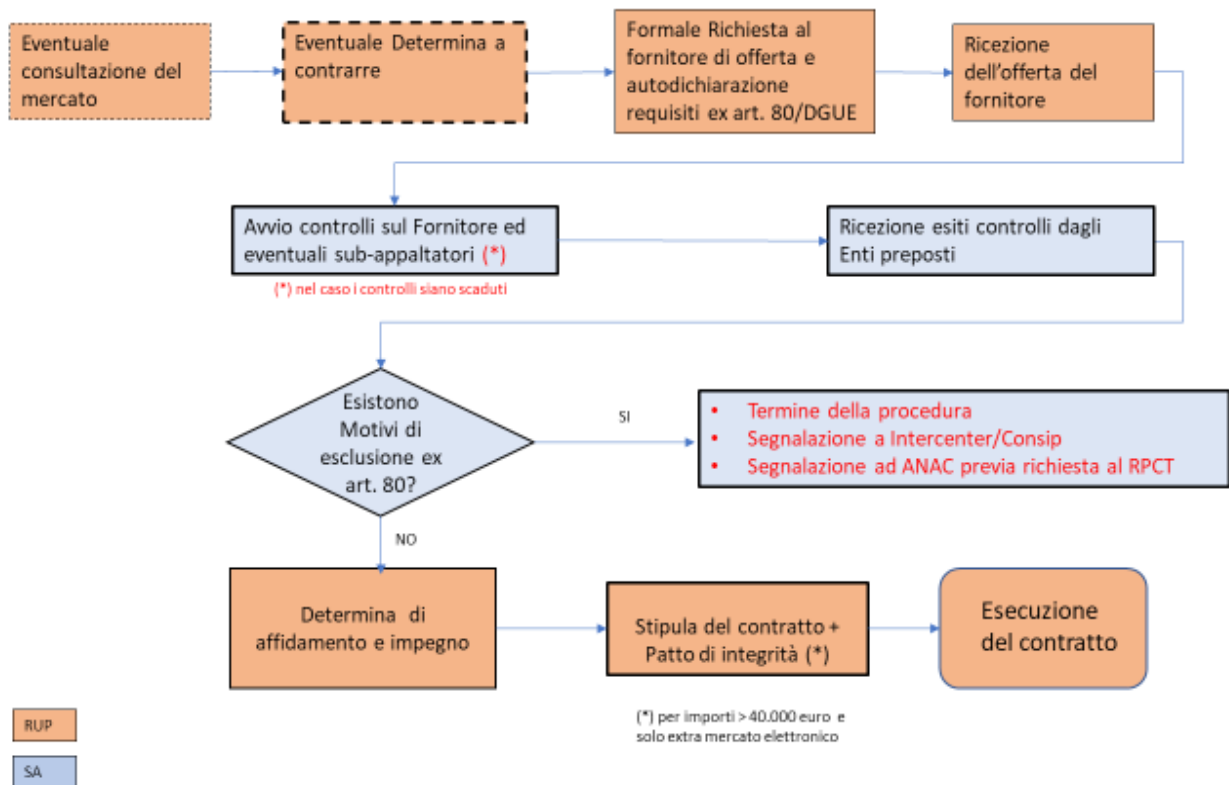 Eventuale
consultazione del
mercato
Eventuale Determina a
contrarre
Formale Richiesta al
fornitore di offerta e
autodichiarazione
requisiti ex art. 80/DGUE
Ricezione
dell'offerta del
fornitore
Avvio controlli sul Fornitore ed
eventuali sub-appaltatori (*)
(*) nel caso i controlli siano scaduti
Ricezione esiti controlli dagli
Enti preposti
Esistono
Motivi di
esclusione ex
art. 80?
SI
• Termine della procedura
• Segnalazione a Intercenter/Consip
• Segnalazione ad ANAC previa richiesta al RPCT
NO
Determina di
affidamento e impegno
Stipula del contratto +
Patto di integrità (*)
(*) per importi > 40.000 euro e
solo extra mercato elettronico
Esecuzione
del contratto
RUP
SA